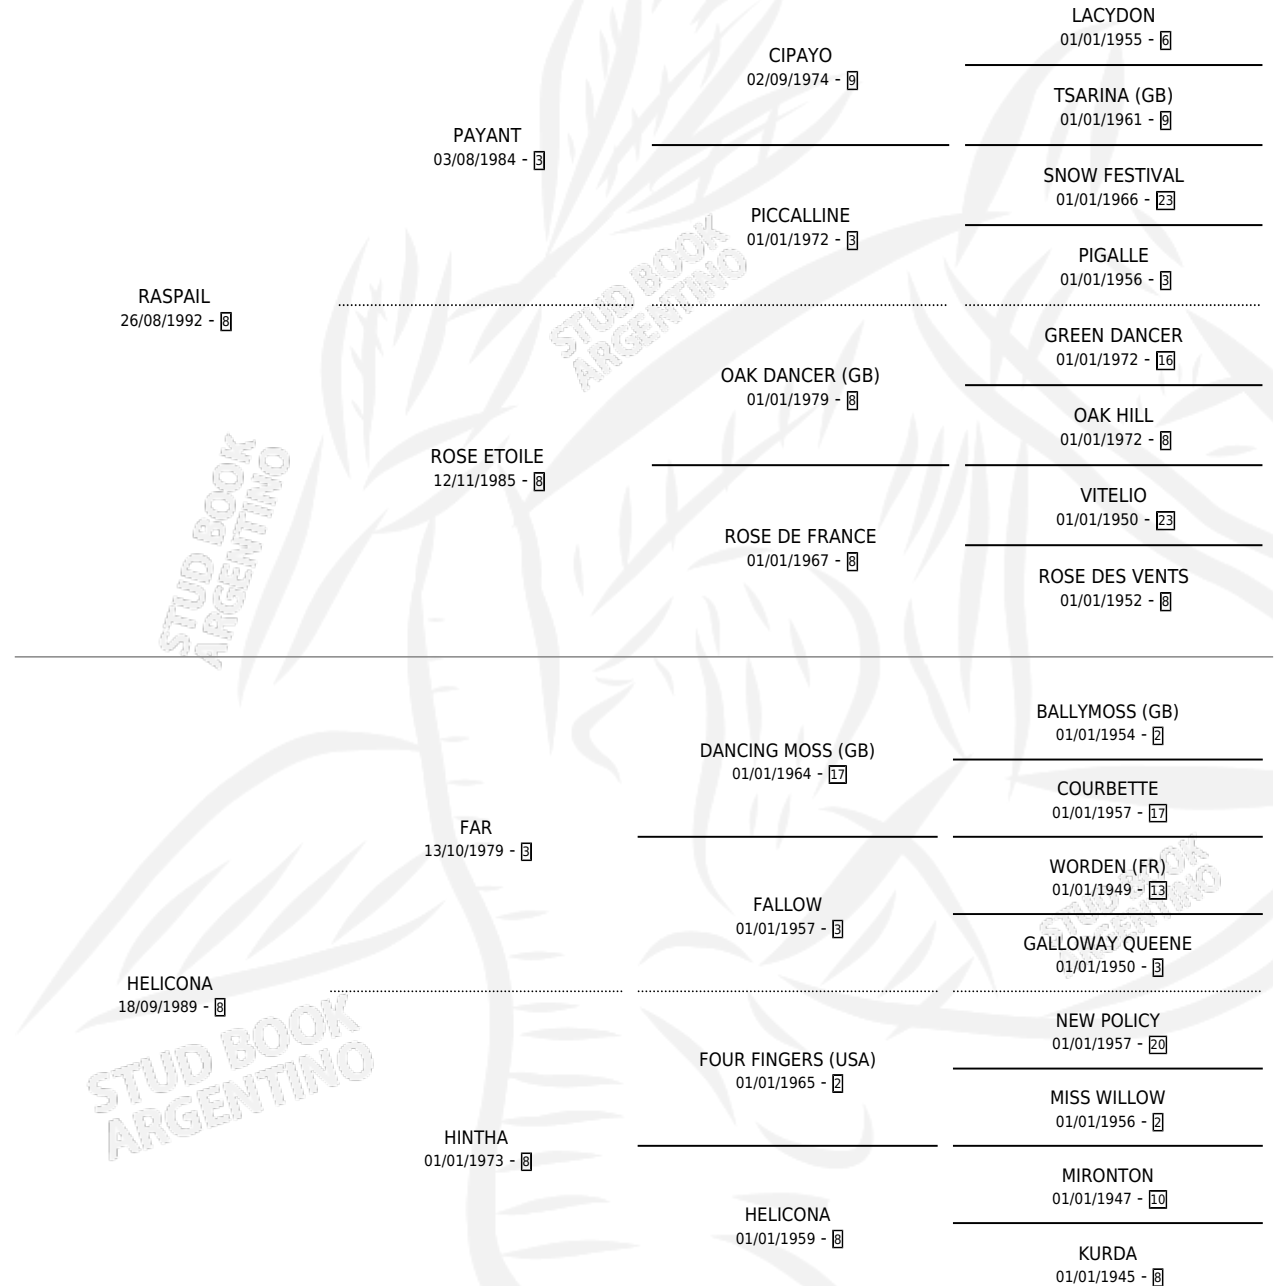 LACYDON
01/01/1955 - 6
CIPAYO
02/09/1974 - 9
TSARINA (GB)
01/01/1961 - 9
PAYANT
03/08/1984 - 3
SNOW FESTIVAL
01/01/1966 - 23
PICCALLINE
01/01/1972 - 3
PIGALLE
01/01/1956 - 3
RASPAIL
26/08/1992 - 8
STUD BOOK
ARGENTINO
GREEN DANCER
01/01/1972 - 16
OAK DANCER (GB)
01/01/1979 - 8
OAK HILL
01/01/1972 - 8
ROSE ETOILE
12/11/1985 - 8
VITELIO
01/01/1950 - 23
ROSE DE FRANCE
01/01/1967 - 8
ROSE DES VENTS
01/01/1952 - 8
STUD BOOK
ARGENTINO
BALLYMOSS (GB)
01/01/1954 - 2
DANCING MOSS (GB)
01/01/1964 - 17
COURBETTE
01/01/1957 - 17
FAR
13/10/1979 - 3
WORDEN (FR)
01/01/1949 - 13
FALLOW
01/01/1957 - 3
STUD BOOK
ARGENTINO
GALLOWAY QUEENE
01/01/1950 - 3
HELICONA
18/09/1989 - 8
STUD BOOK
ARGENTINO
NEW POLICY
01/01/1957 - 20
FOUR FINGERS (USA)
01/01/1965 - 2
MISS WILLOW
01/01/1956 - 2
HINTHA
01/01/1973 - 8
MIRONTON
01/01/1947 - 10
HELICONA
01/01/1959 - 8
KURDA
01/01/1945 - 8